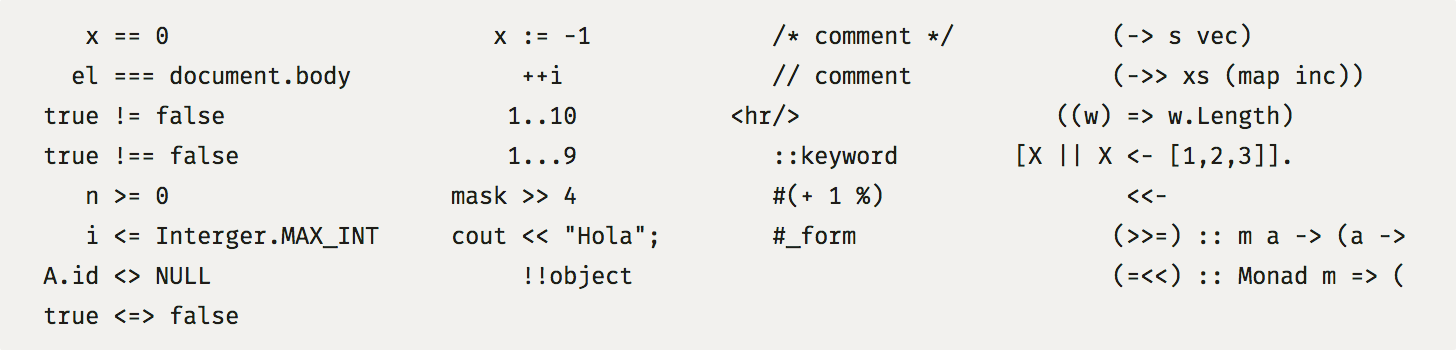 x == 0
el === document.body
true != false
true !== false
n >= 0
i <= Interger.MAX_INT
A.id <> NULL
true <=> false
x := -1
++i
1..10
1...9
mask >> 4
cout << "Hola";
!!object
/* comment */
// comment
<hr/>
::keyword
#(+ 1 %)
#_form
(-> s vec)
(->> xs (map inc))
((w) => w.Length)
[X || X <- [1,2,3]].
<<-
(>>=) :: m a -> (a ->
(=<<) :: Monad m => (